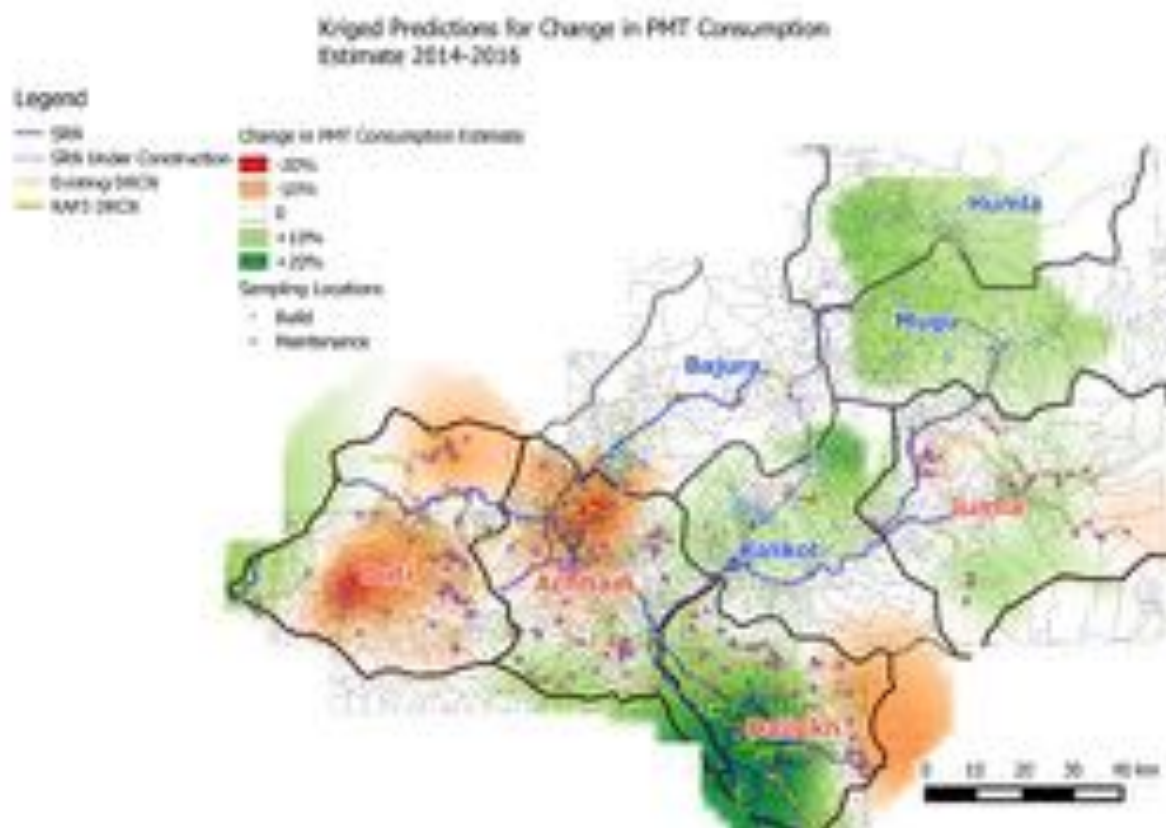 Kriged Predictions for Change in PMT Consumption
Estimate 2014-2016
Legend
SRN
SRN Under Construction
Existing DRCN
RAP3 DRCN
Change in PMT Consumption Estimate
-20%
-10%
0
+10%
+20%
Sampling Locations
Build
Maintenance
Humla
Mugu
Bajura
Jumla
Kalikot
Doti
Achham
Dailekh
0 10 20 30 40 km